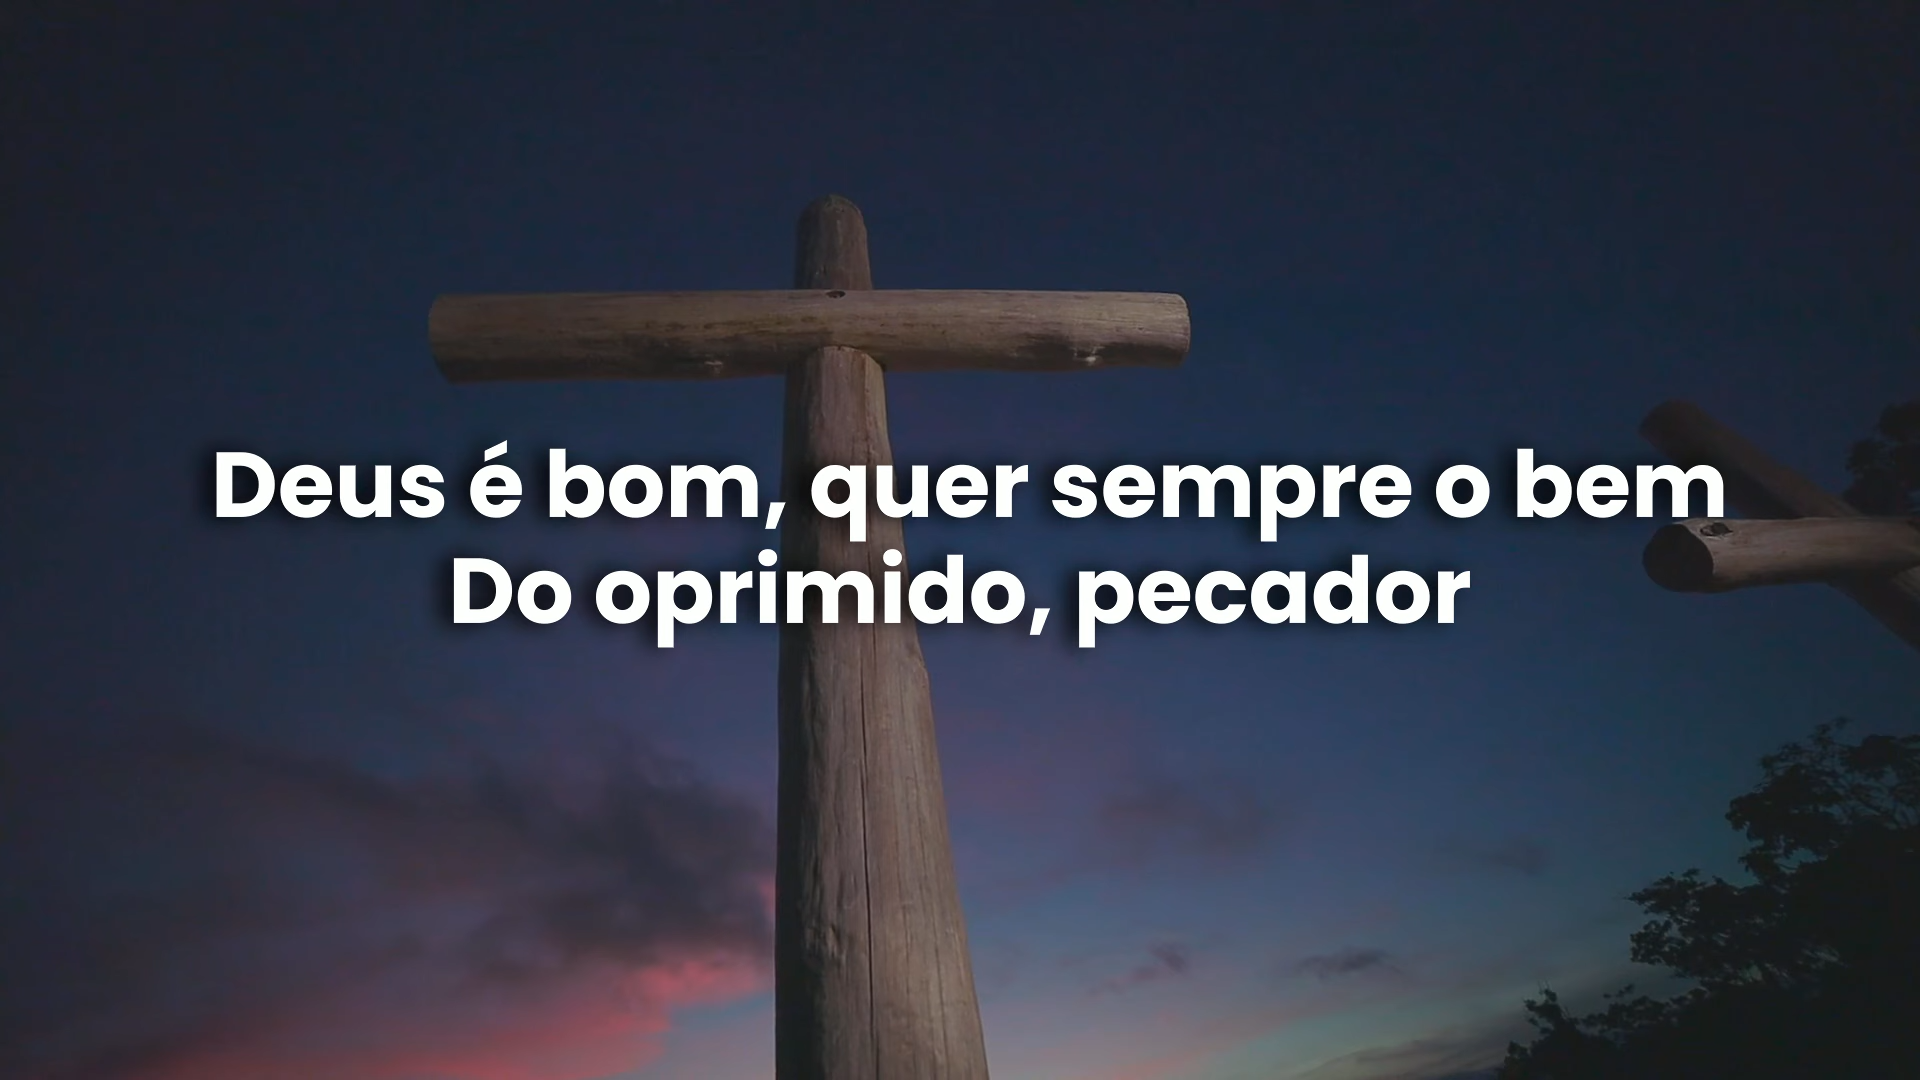 Deus é bom, quer sempre o bem
Do oprimido, pecador